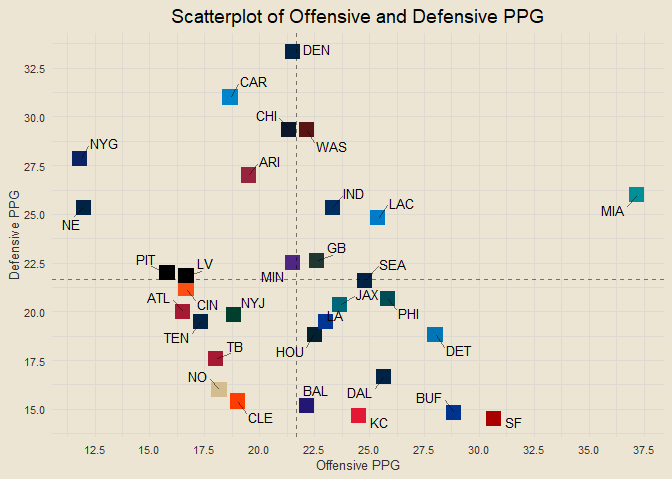 Scatterplot of Offensive and Defensive PPG
DEN
32.5
CAR
30.0
CHI
WAS
NYG
27.5
ARI
MIA
IND
LAC
25.0
NE
GB
PIT
LV
SEA
22.5
MIN
Defensive PPG
CIN
JAX
ATL
NYJ
PHI
20.0
LA
TEN
HOU
DET
TB
17.5
NO
BAL
DAL
BUF
15.0
CLE
KC
SF
12.5
15.0
17.5
20.0
22.5
25.0
27.5
30.0
32.5
35.0
37.5
Offensive PPG